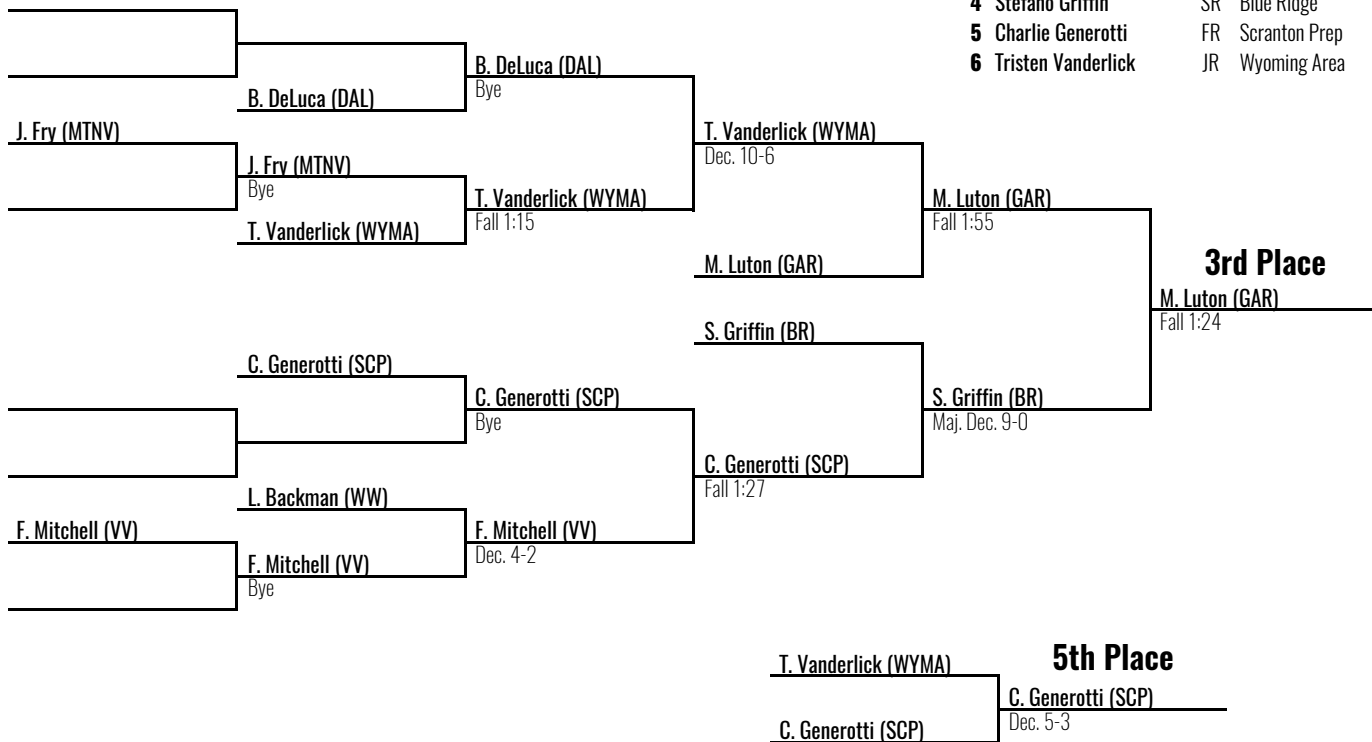 4 Stefano Griffin SR Blue Ridge
5 Charlie Generotti FR Scranton Prep
6 Tristen Vanderlick JR Wyoming Area
B. DeLuca (DAL)
Bye
B. DeLuca (DAL)
J. Fry (MTNV)
T. Vanderlick (WYMA)
Dec. 10-6
J. Fry (MTNV)
Bye
T. Vanderlick (WYMA)
Fall 1:15
M. Luton (GAR)
Fall 1:55
T. Vanderlick (WYMA)
M. Luton (GAR)
3rd Place
M. Luton (GAR)
Fall 1:24
S. Griffin (BR)
C. Generotti (SCP)
C. Generotti (SCP)
Bye
S. Griffin (BR)
Maj. Dec. 9-0
C. Generotti (SCP)
Fall 1:27
L. Backman (WW)
F. Mitchell (VV)
F. Mitchell (VV)
Dec. 4-2
F. Mitchell (VV)
Bye
T. Vanderlick (WYMA)
5th Place
C. Generotti (SCP)
Dec. 5-3
C. Generotti (SCP)